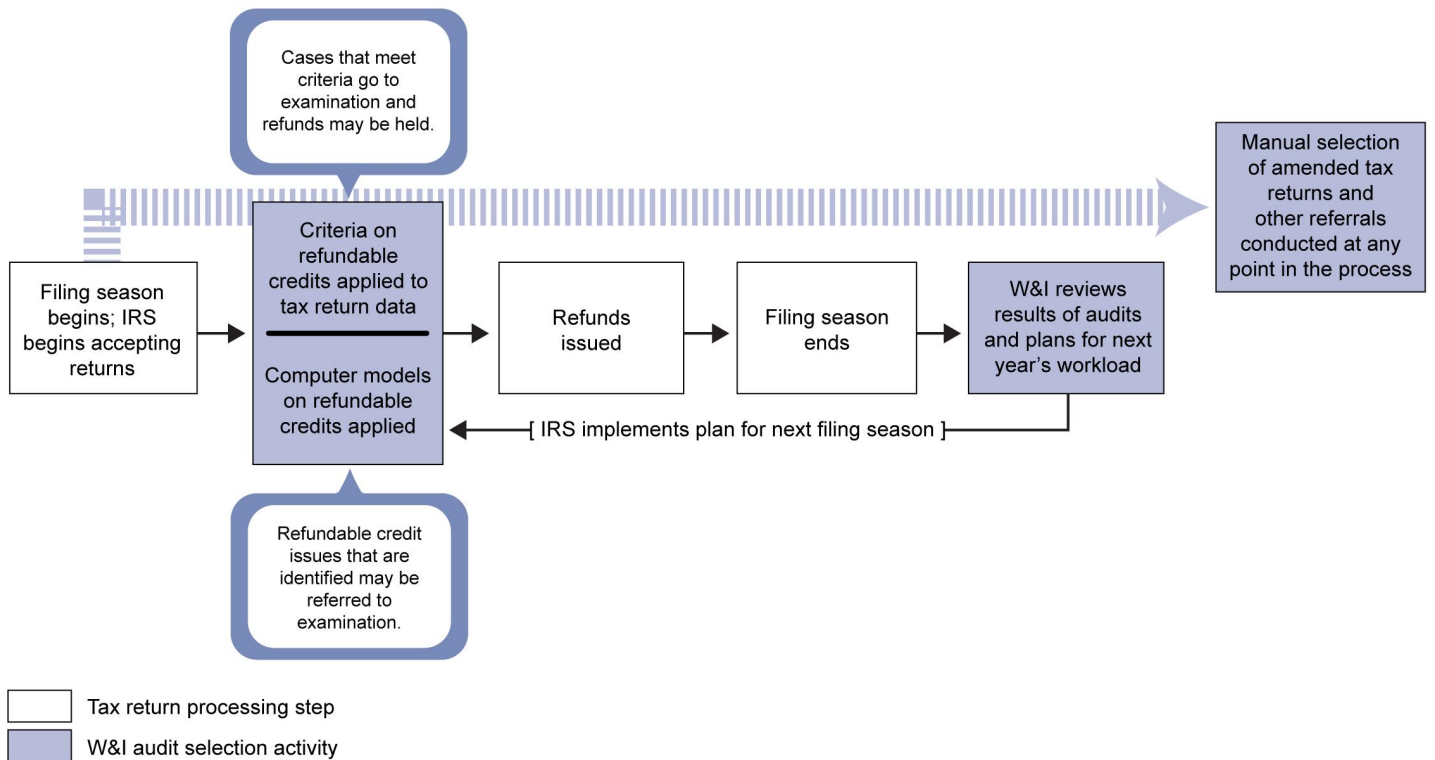 Cases that meet
criteria go to
examination and
refunds may be held.
Manual selection
of amended tax
returns and
other referrals
conducted at any
point in the process
Filing season
begins; IRS
begins accepting
returns
Criteria on
refundable
credits applied to
tax return data
Computer models
on refundable
credits applied
Refunds
issued
Filing season
ends
W&I reviews
results of audits
and plans for next
year's workload
[ IRS implements plan for next filing season ]
Refundable credit
issues that are
identified may be
referred to
examination.
Tax return processing step
W&I audit selection activity